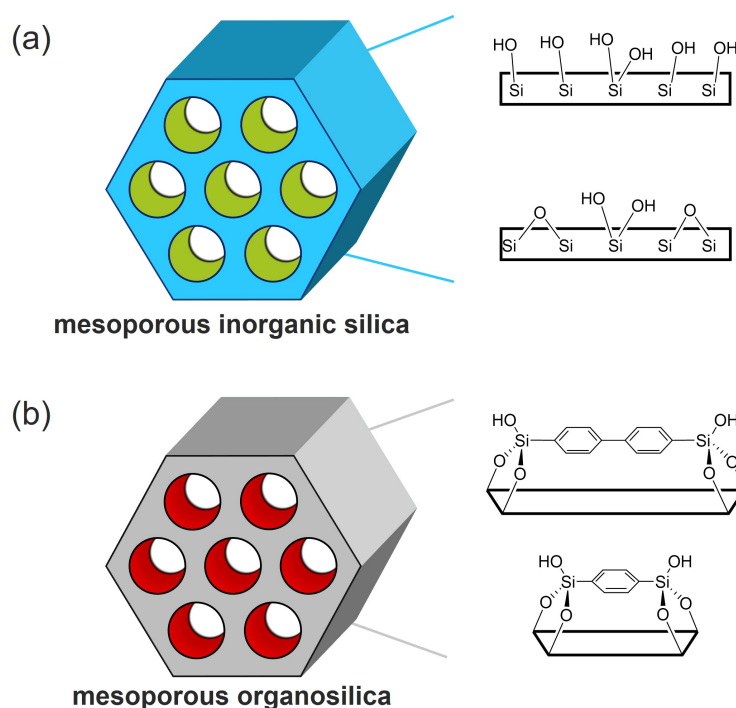 (a)
HO HO HO OH OH OH
Si Si Si Si Si
O HO OH O
Si Si Si Si Si
mesoporous inorganic silica
(b)
HO OH
Si Si
O O O O
HO OH
Si Si
O O O O
mesoporous organosilica